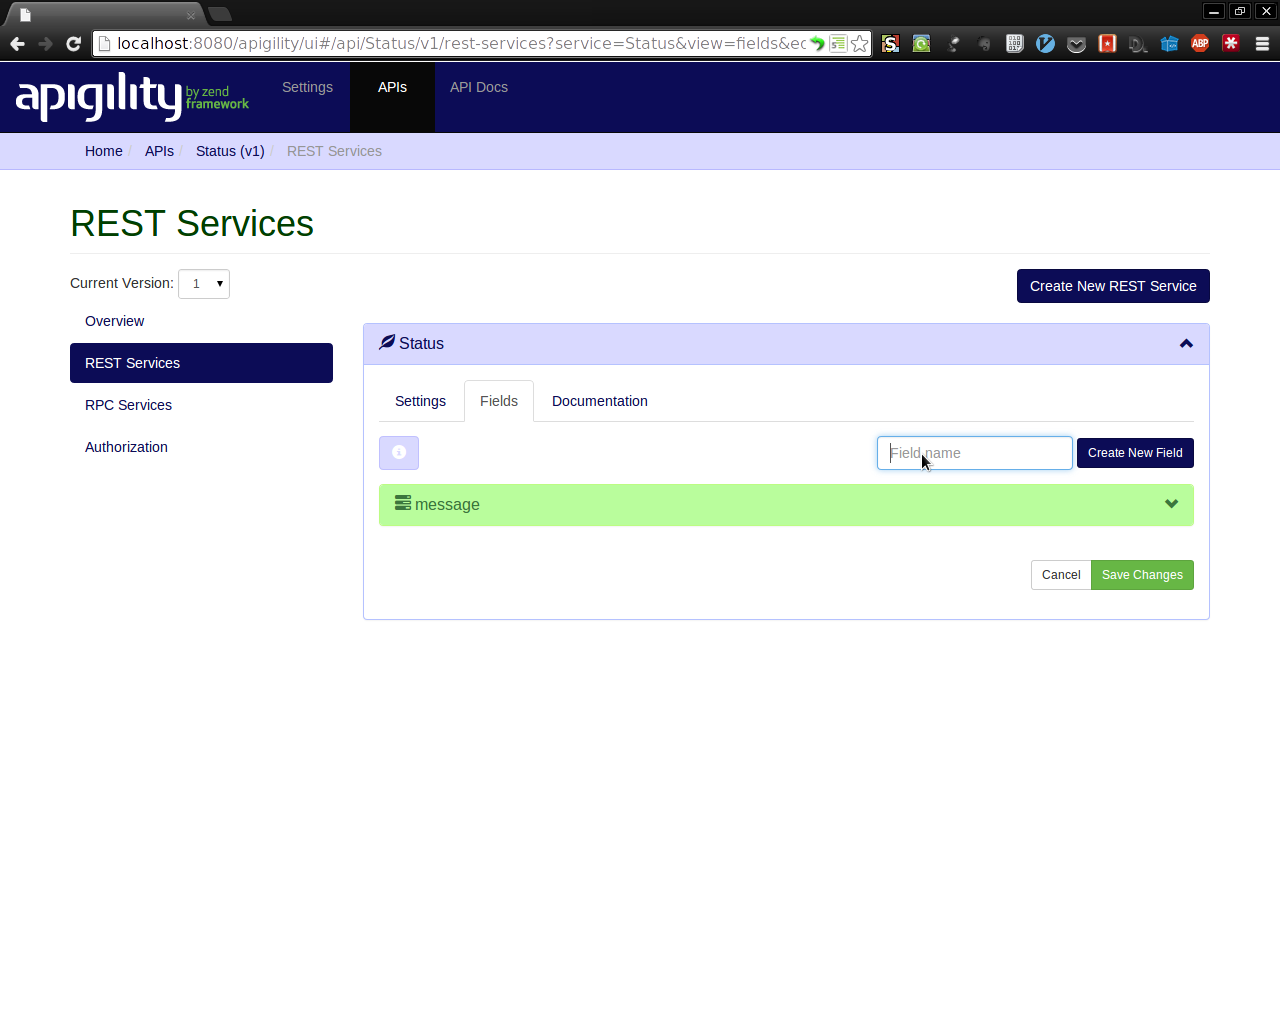 localhost:8080/apigility/ui#/api/Status/v1/rest-services?service=Status&view=fields&ec
apigility by zend framework
Settings
APIs
API Docs
Home / APIs / Status (v1) / REST Services
REST Services
Current Version: 1
Create New REST Service
Overview
REST Services
RPC Services
Authorization
Status
Settings
Fields
Documentation
Field name
Create New Field
message
Cancel
Save Changes